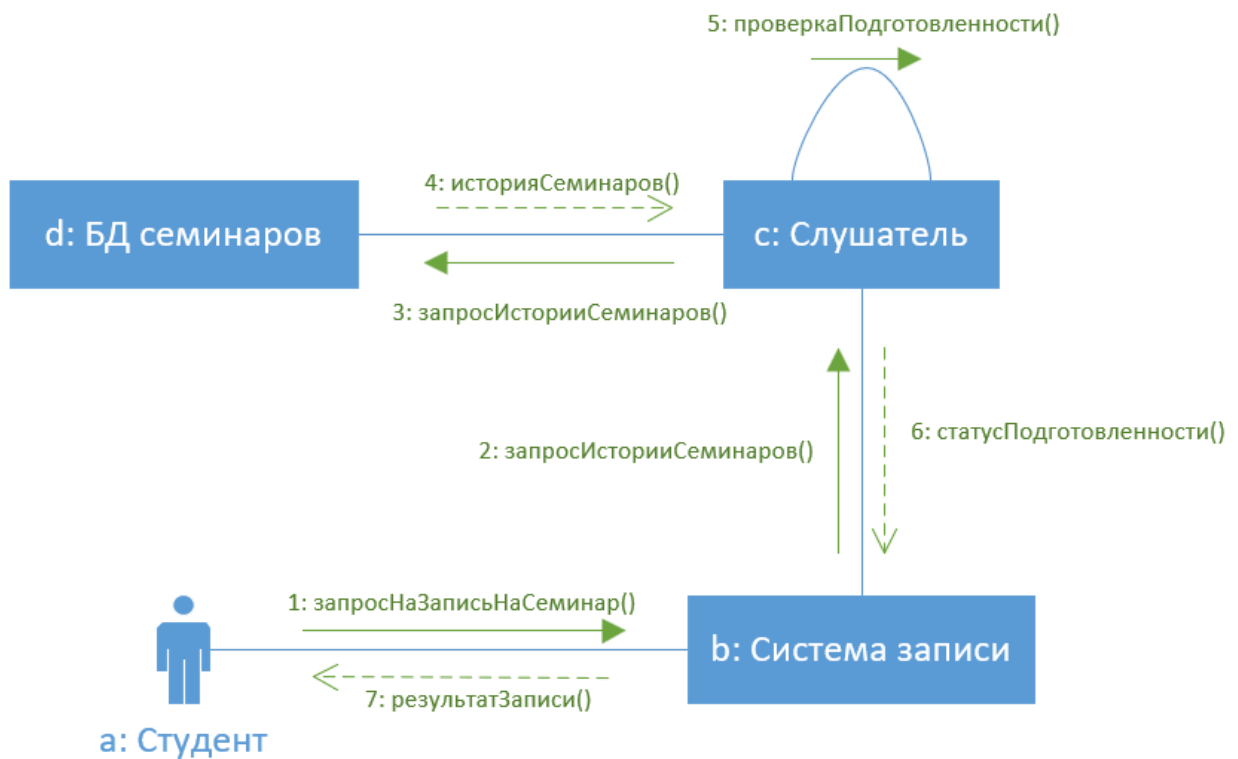 5: проверкаПодготовленности()
4: историяСеминаров()
d: БД семинаров
c: Слушатель
3: запросИсторииСеминаров()
6: статусПодготовленности()
2: запросИсторииСеминаров()
1: запросНаЗаписьНаСеминар()
b: Система записи
7: результатЗаписи()
a: Студент